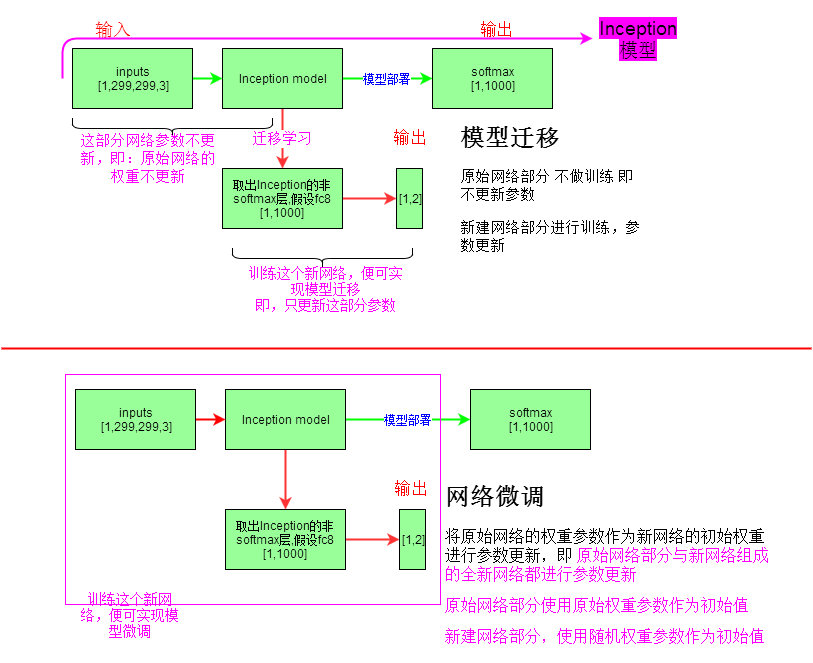 输入
输出
Inception
模型
inputs
[1,299,299,3]
Inception model
模型部署
softmax
[1,1000]
这部分网络参数不更
新，即：原始网络的
权重不更新
迁移学习
输出
模型迁移
取出Inception的非
softmax层,假设fc8
[1,1000]
[1,2]
原始网络部分 不做训练 即
不更新参数
新建网络部分进行训练，参
数更新
训练这个新网络，便可实
现模型迁移
即，只更新这部分参数
inputs
[1,299,299,3]
Inception model
模型部署
softmax
[1,1000]
输出
网络微调
取出Inception的非
softmax层,假设fc8
[1,1000]
[1,2]
将原始网络的权重参数作为新网络的初始权重
进行参数更新，即 原始网络部分与新网络组成
的全新网络都进行参数更新
训练这个新网
络，便可实现模
型微调
原始网络部分使用原始权重参数作为初始值
新建网络部分，使用随机权重参数作为初始值